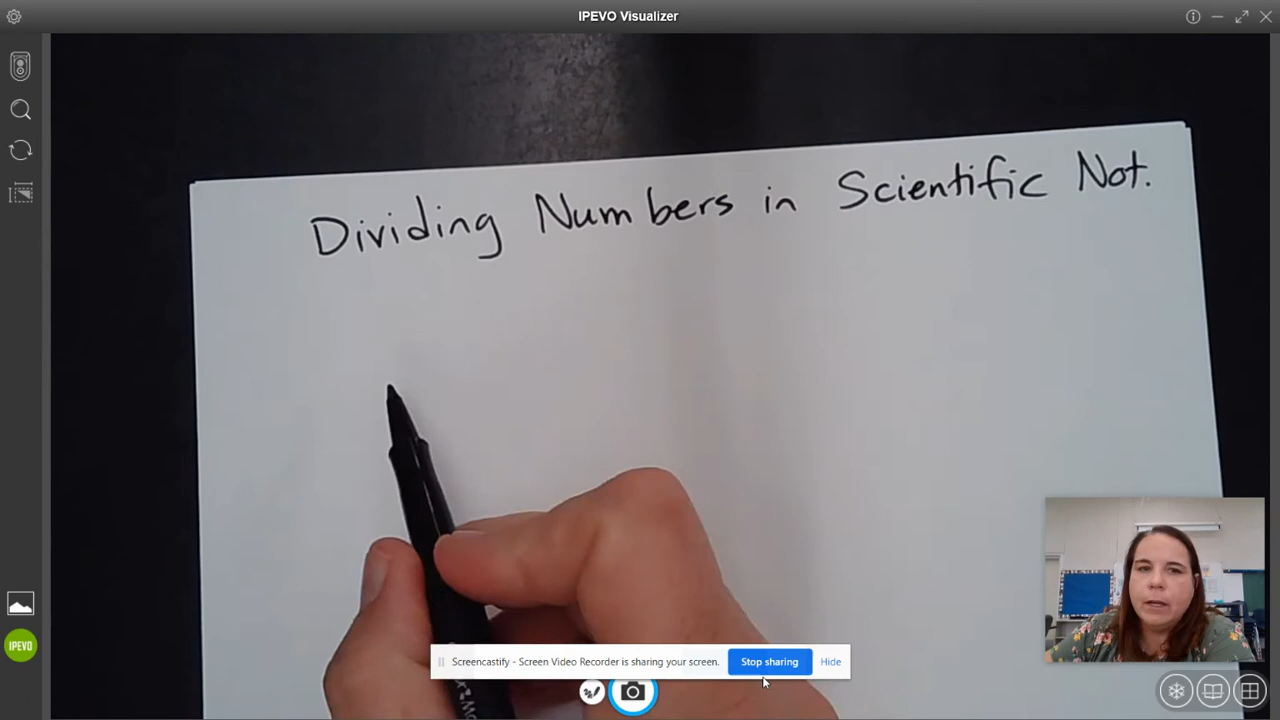 IPEVO Visualizer
Dividing Numbers in Scientific Not.
IPEVO
Screencastify - Screen Video Recorder is sharing your screen.
Stop sharing
Hide